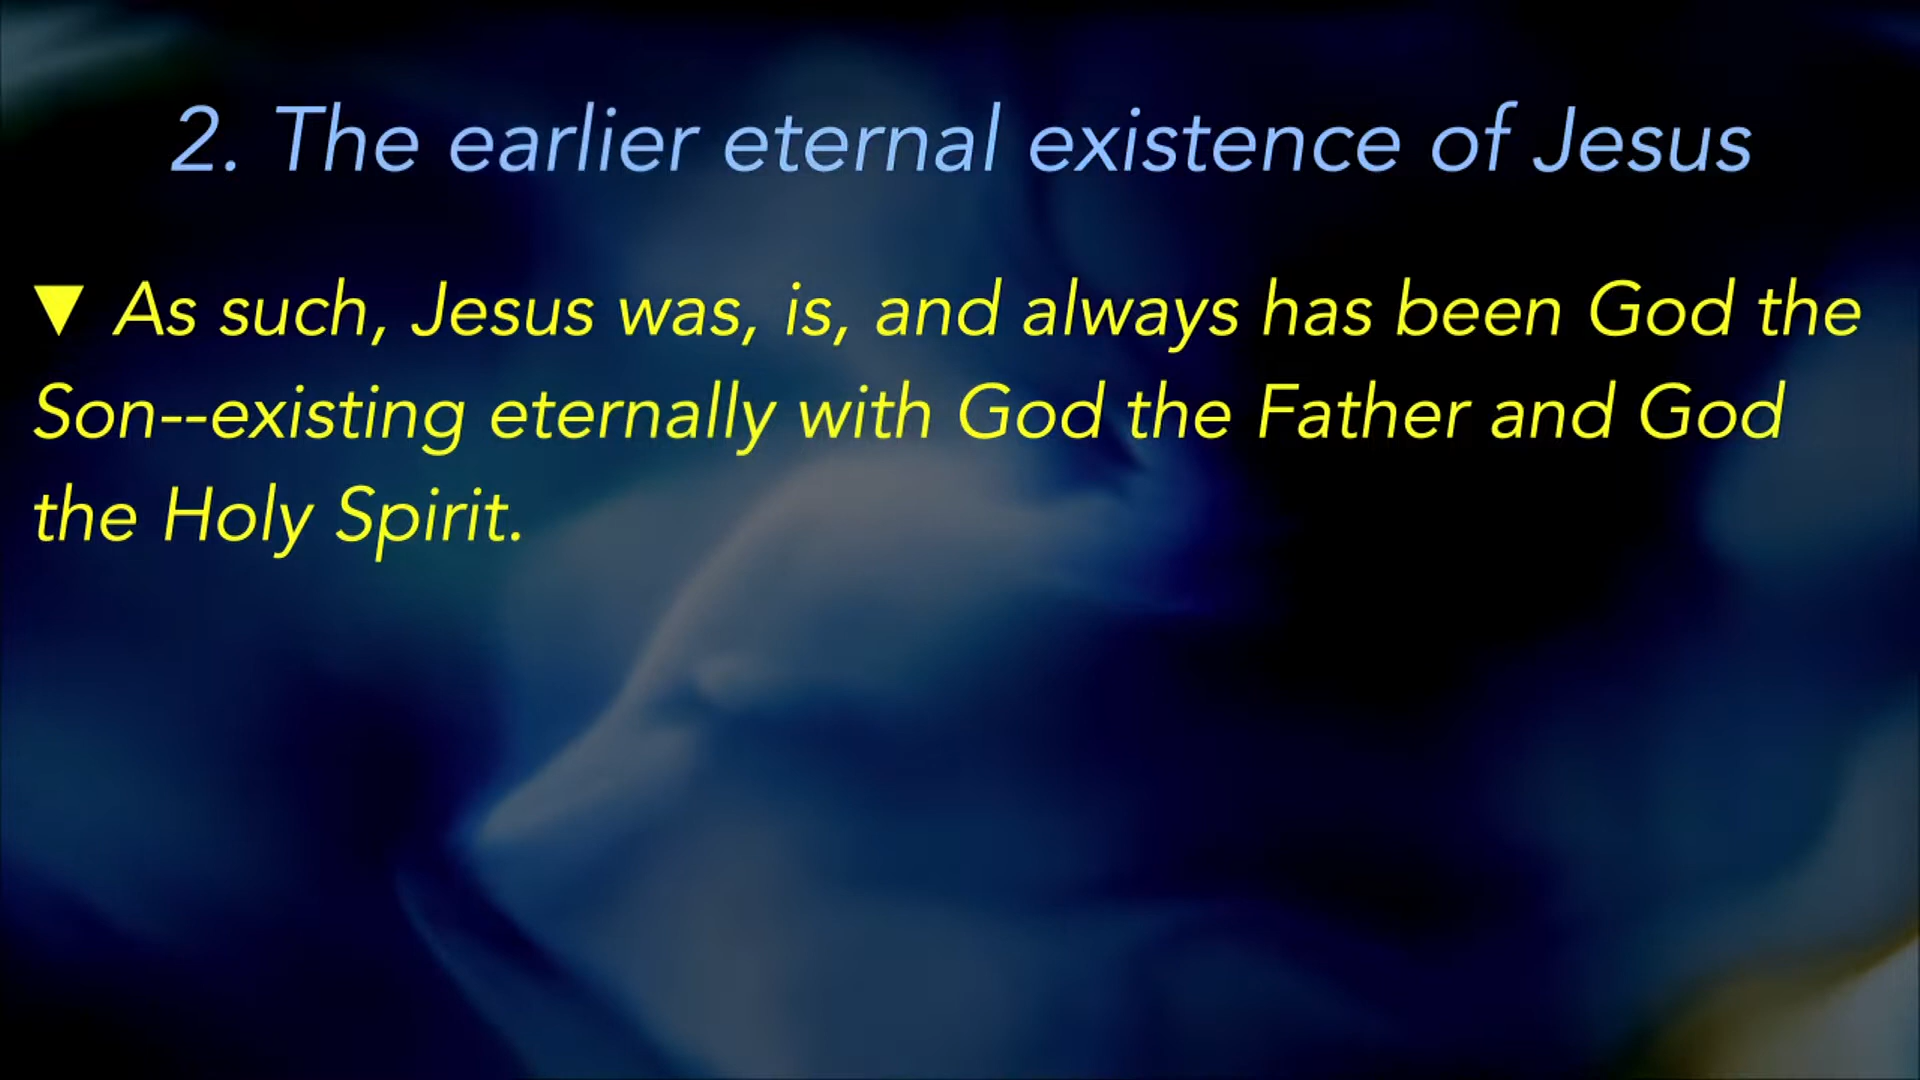 2. The earlier eternal existence of Jesus
▼ As such, Jesus was, is, and always has been God the
Son--existing eternally with God the Father and God
the Holy Spirit.